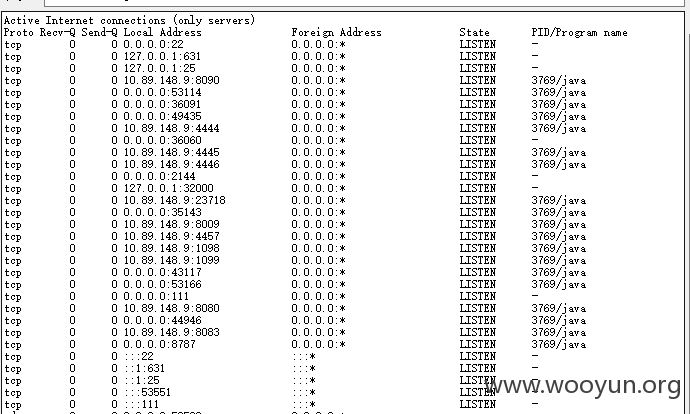 Active Internet connections (only servers)
Proto Recv-Q Send-Q Local Address Foreign Address State PID/Program name
tcp 0 0 0.0.0.0:22 0.0.0.0:* LISTEN -
tcp 0 0 127.0.0.1:631 0.0.0.0:* LISTEN -
tcp 0 0 127.0.0.1:25 0.0.0.0:* LISTEN -
tcp 0 0 10.89.148.9:8090 0.0.0.0:* LISTEN 3769/java
tcp 0 0 0.0.0.0:53114 0.0.0.0:* LISTEN 3769/java
tcp 0 0 0.0.0.0:36091 0.0.0.0:* LISTEN 3769/java
tcp 0 0 0.0.0.0:49435 0.0.0.0:* LISTEN 3769/java
tcp 0 0 10.89.148.9:4444 0.0.0.0:* LISTEN 3769/java
tcp 0 0 0.0.0.0:36060 0.0.0.0:* LISTEN -
tcp 0 0 10.89.148.9:4445 0.0.0.0:* LISTEN 3769/java
tcp 0 0 10.89.148.9:4446 0.0.0.0:* LISTEN 3769/java
tcp 0 0 0.0.0.0:2144 0.0.0.0:* LISTEN -
tcp 0 0 127.0.0.1:32000 0.0.0.0:* LISTEN -
tcp 0 0 10.89.148.9:23718 0.0.0.0:* LISTEN 3769/java
tcp 0 0 0.0.0.0:35143 0.0.0.0:* LISTEN 3769/java
tcp 0 0 10.89.148.9:8009 0.0.0.0:* LISTEN 3769/java
tcp 0 0 10.89.148.9:4457 0.0.0.0:* LISTEN 3769/java
tcp 0 0 10.89.148.9:1098 0.0.0.0:* LISTEN 3769/java
tcp 0 0 10.89.148.9:1099 0.0.0.0:* LISTEN 3769/java
tcp 0 0 0.0.0.0:43117 0.0.0.0:* LISTEN 3769/java
tcp 0 0 0.0.0.0:53166 0.0.0.0:* LISTEN 3769/java
tcp 0 0 0.0.0.0:111 0.0.0.0:* LISTEN -
tcp 0 0 10.89.148.9:8080 0.0.0.0:* LISTEN 3769/java
tcp 0 0 0.0.0.0:44946 0.0.0.0:* LISTEN 3769/java
tcp 0 0 10.89.148.9:8083 0.0.0.0:* LISTEN 3769/java
tcp 0 0 0.0.0.0:8787 0.0.0.0:* LISTEN 3769/java
tcp 0 0 :::22 :::* LISTEN -
tcp 0 0 ::1:631 :::* LISTEN -
tcp 0 0 ::1:25 :::* LISTEN -
tcp 0 0 :::53551 :::* LISTEN -
tcp 0 0 :::111 :::* LISTEN -
www.wooyun.org